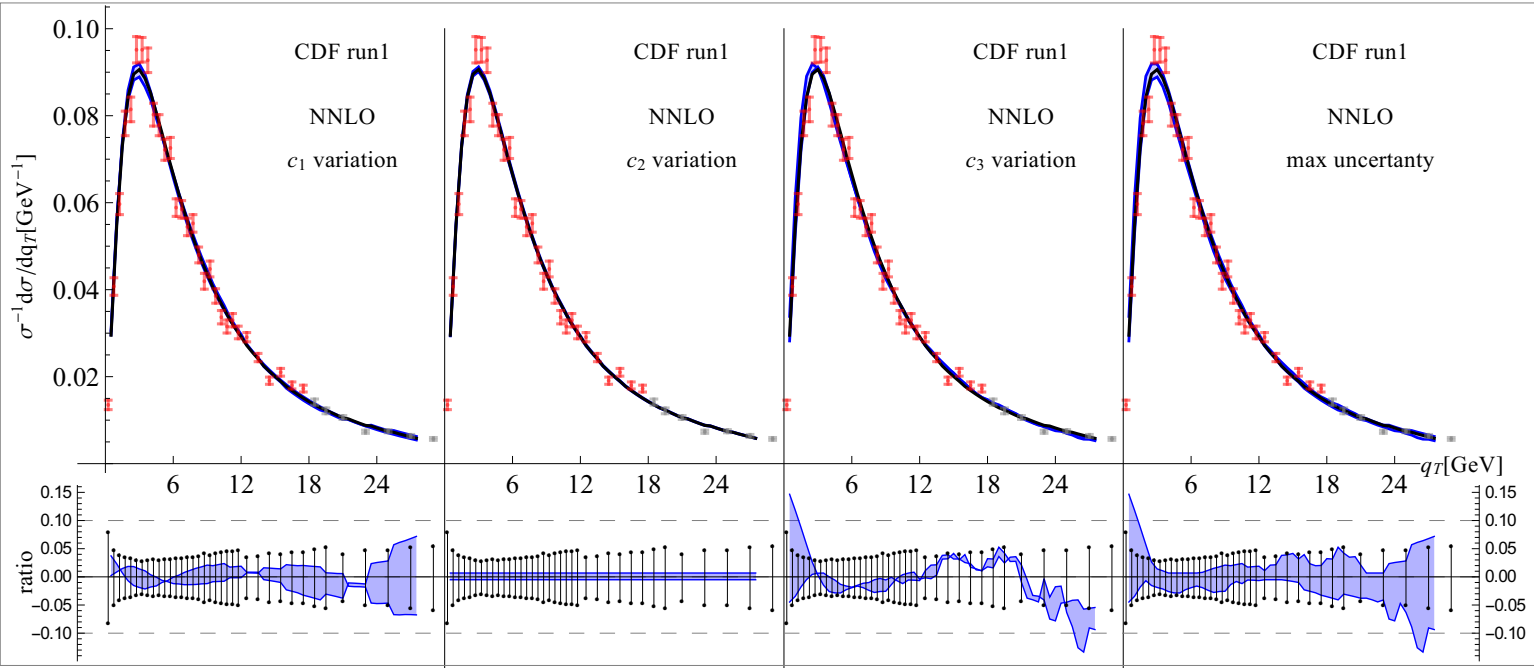 0.10
0.08
0.06
0.04
0.02
σ⁻¹dσ/dq_T[GeV⁻¹]
CDF run1
NNLO
c₁ variation
CDF run1
NNLO
c₂ variation
CDF run1
NNLO
c₃ variation
CDF run1
NNLO
max uncertanty
6 12 18 24
6 12 18 24
6 12 18 24
6 12 18 24
q_T[GeV]
ratio
0.15
0.10
0.05
0.00
−0.05
−0.10
0.15
0.10
0.05
0.00
−0.05
−0.10